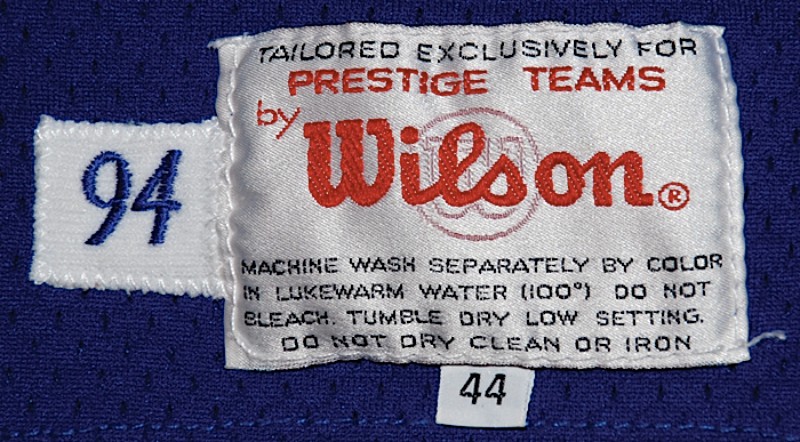 TAILORED EXCLUSIVELY FOR
PRESTIGE TEAMS
by
Wilson®
94
MACHINE WASH SEPARATELY BY COLOR
IN LUKEWARM WATER (100°) DO NOT
BLEACH. TUMBLE DRY LOW SETTING.
DO NOT DRY CLEAN OR IRON
44